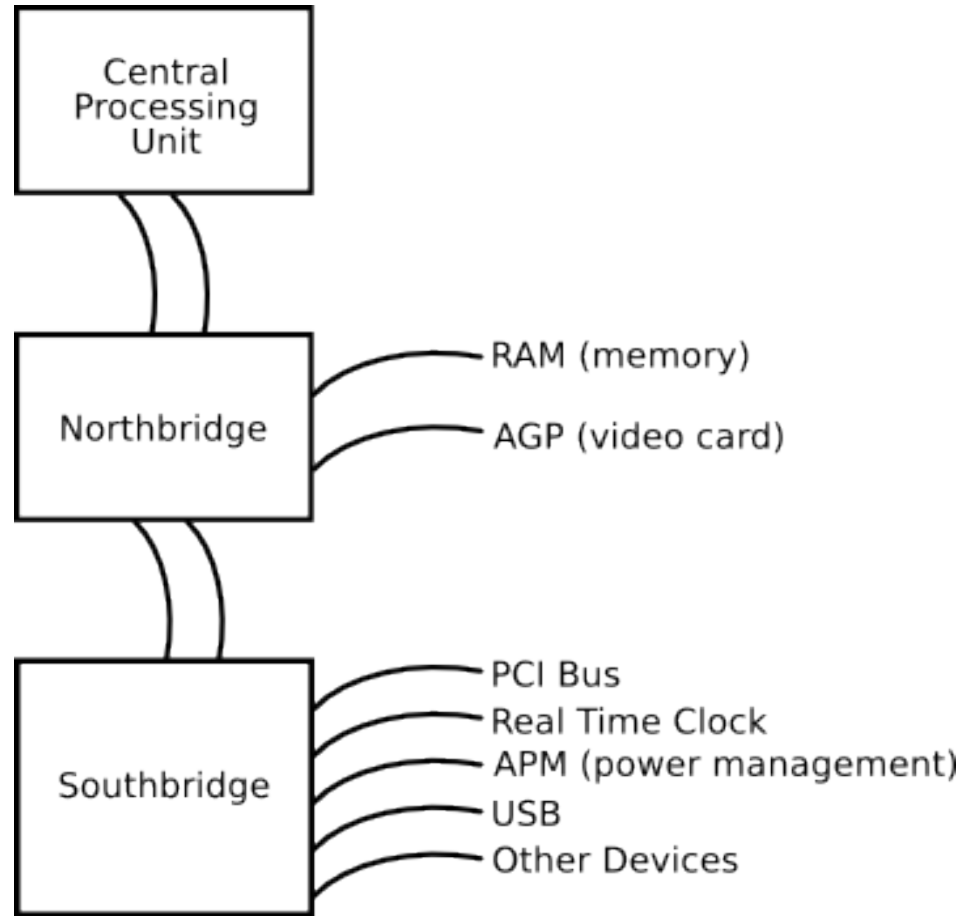 Central
Processing
Unit
Northbridge
RAM (memory)
AGP (video card)
Southbridge
PCI Bus
Real Time Clock
APM (power management)
USB
Other Devices